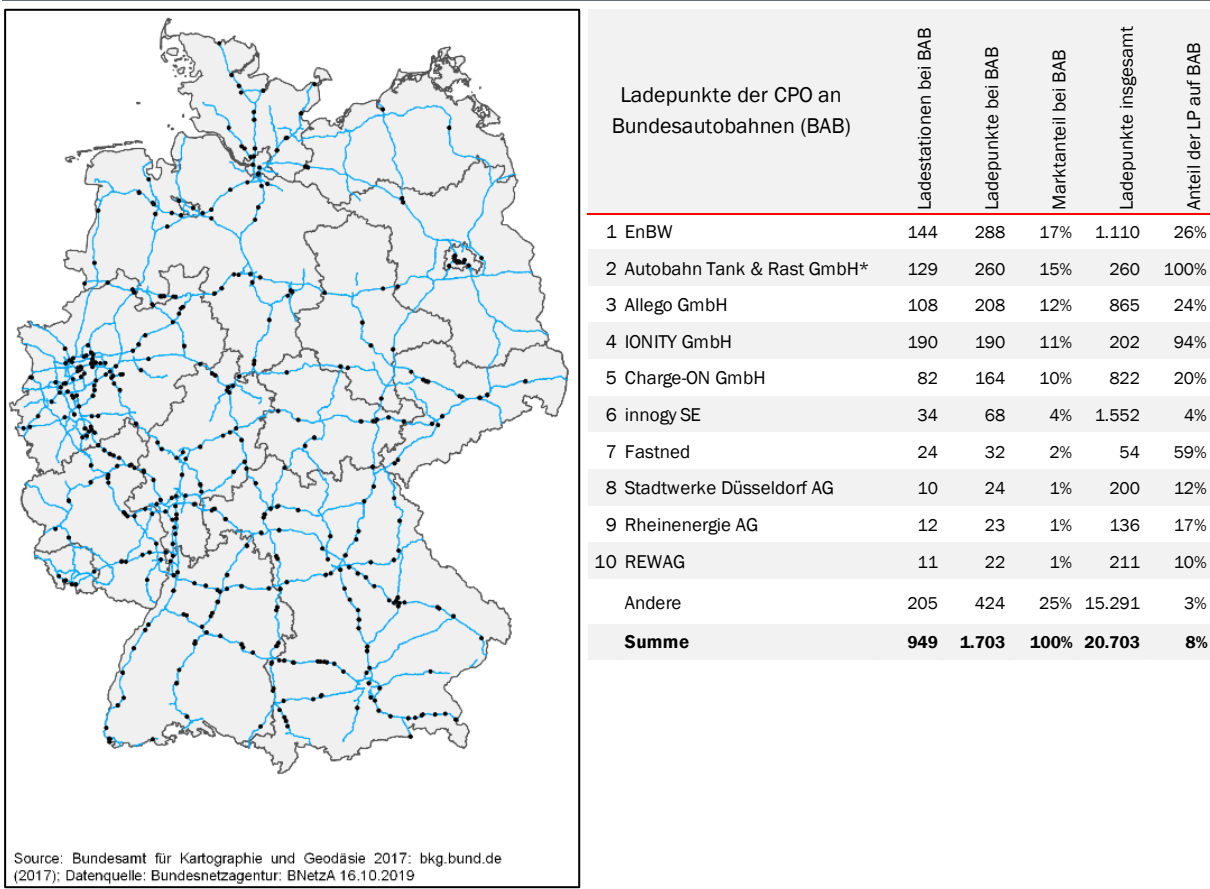 Ladepunkte der CPO an
Bundesautobahnen (BAB)
Ladestationen bei BAB
Ladepunkte bei BAB
Marktanteil bei BAB
Ladepunkte insgesamt
Anteil der LP auf BAB
1 EnBW 144 288 17% 1.110 26%
2 Autobahn Tank & Rast GmbH* 129 260 15% 260 100%
3 Allego GmbH 108 208 12% 865 24%
4 IONITY GmbH 190 190 11% 202 94%
5 Charge-ON GmbH 82 164 10% 822 20%
6 innogy SE 34 68 4% 1.552 4%
7 Fastned 24 32 2% 54 59%
8 Stadtwerke Düsseldorf AG 10 24 1% 200 12%
9 Rheinenergie AG 12 23 1% 136 17%
10 REWAG 11 22 1% 211 10%
Andere 205 424 25% 15.291 3%
Summe 949 1.703 100% 20.703 8%
Source: Bundesamt für Kartographie und Geodäsie 2017: bkg.bund.de
(2017); Datenquelle: Bundesnetzagentur: BNetzA 16.10.2019